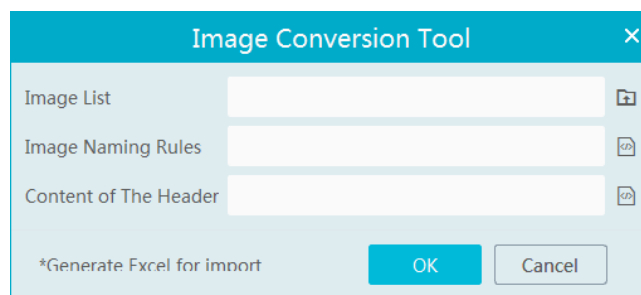 Image Conversion Tool
Image List
Image Naming Rules
Content of The Header
*Generate Excel for import
OK
Cancel